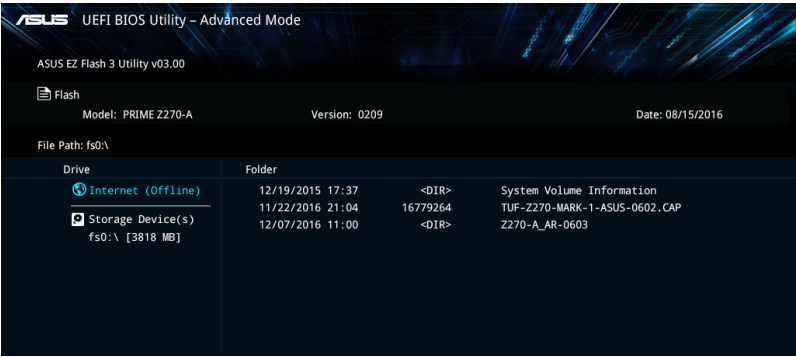 ASUS UEFI BIOS Utility – Advanced Mode
ASUS EZ Flash 3 Utility v03.00
Flash
Model: PRIME Z270-A Version: 0209 Date: 08/15/2016
File Path: fs0:\
Drive Folder
Internet (Offline) 12/19/2015 17:37 <DIR> System Volume Information
11/22/2016 21:04 16779264 TUF-Z270-MARK-1-ASUS-0602.CAP
Storage Device(s) 12/07/2016 11:00 <DIR> Z270-A_AR-0603
fs0:\ [3818 MB]